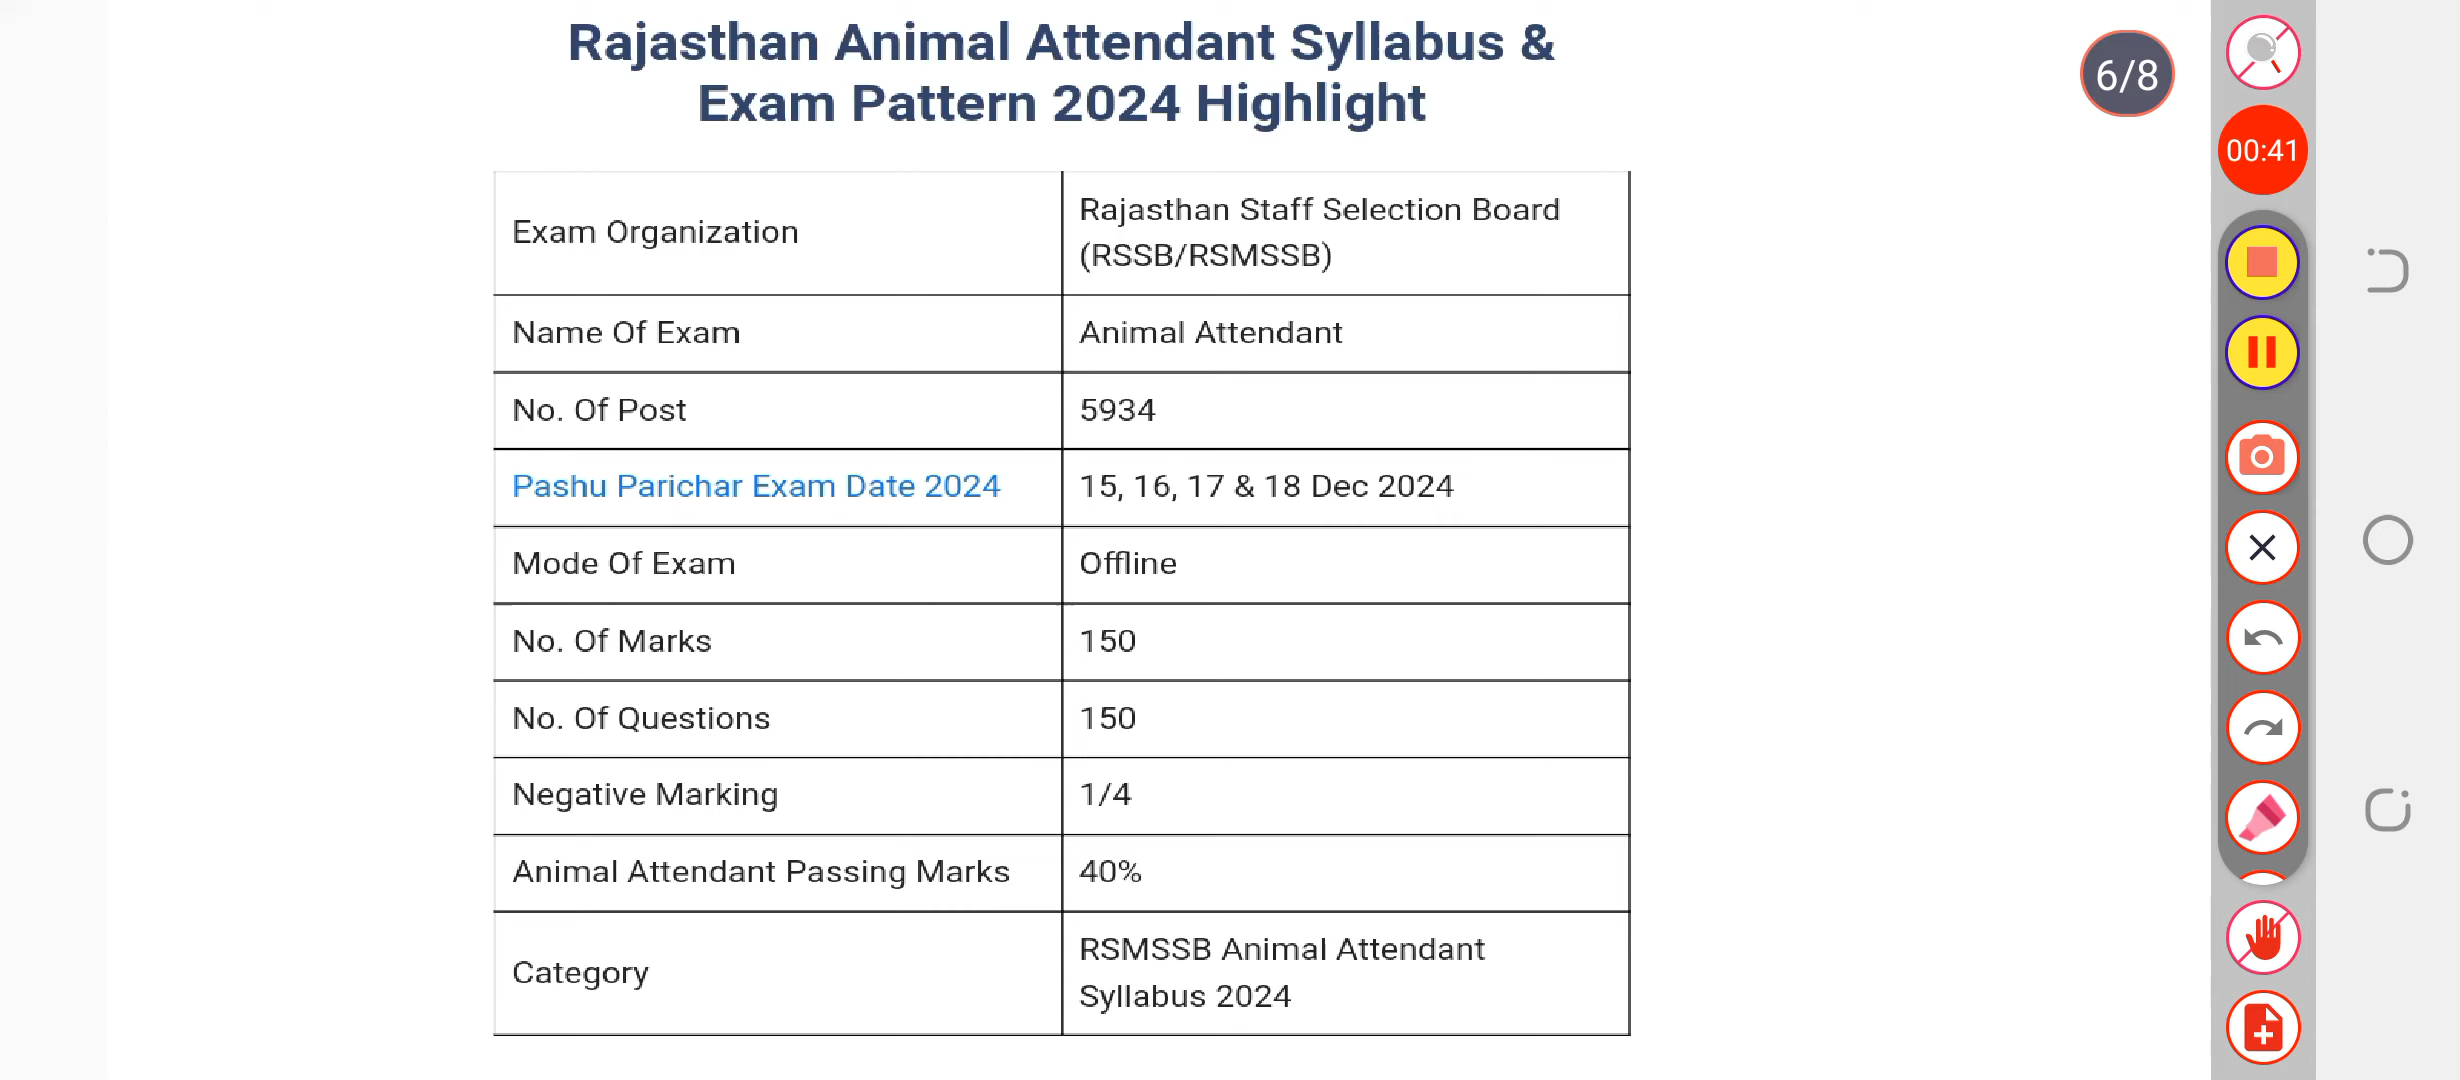 Rajasthan Animal Attendant Syllabus &
Exam Pattern 2024 Highlight
6/8
00:41
Exam Organization
Rajasthan Staff Selection Board
(RSSB/RSMSSB)
Name Of Exam
Animal Attendant
No. Of Post
5934
Pashu Parichar Exam Date 2024
15, 16, 17 & 18 Dec 2024
Mode Of Exam
Offline
No. Of Marks
150
No. Of Questions
150
Negative Marking
1/4
Animal Attendant Passing Marks
40%
Category
RSMSSB Animal Attendant
Syllabus 2024